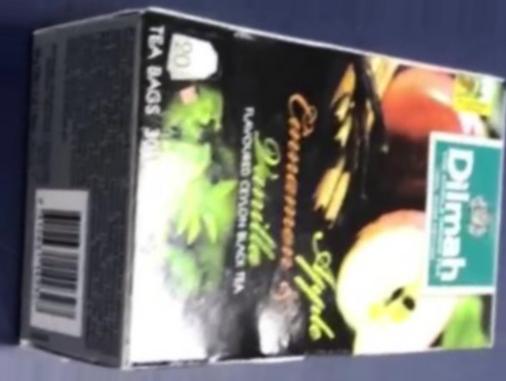 Dilmah
Cinnamon, Apple
Vanilla
FLAVOURED CEYLON BLACK TEA
20
TEA BAGS